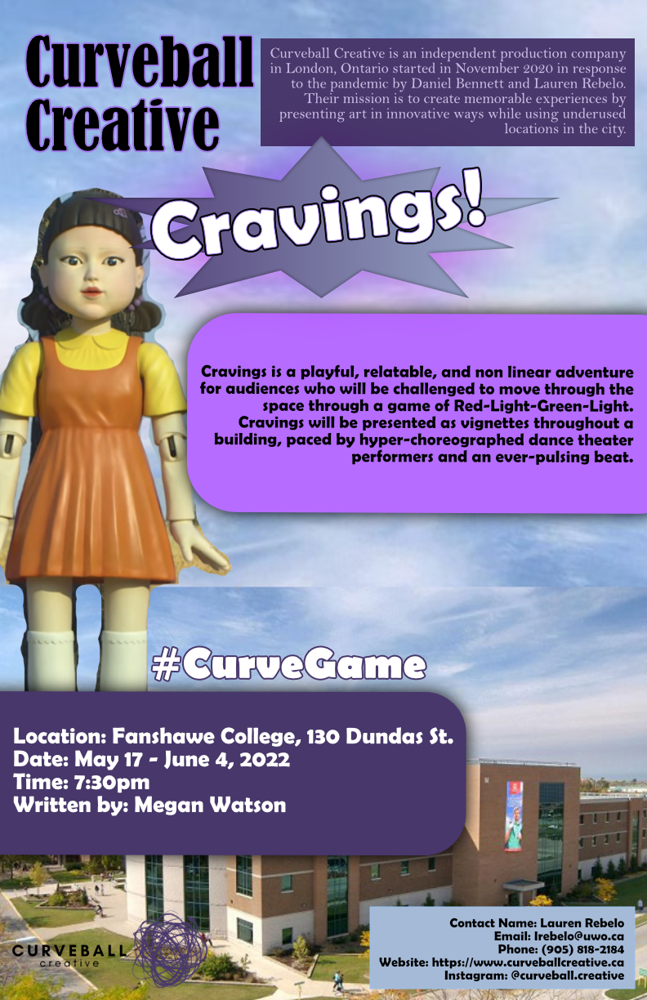 Curveball
Creative
Curveball Creative is an independent production company
in London, Ontario started in November 2020 in response
to the pandemic by Daniel Bennett and Lauren Rebelo.
Their mission is to create memorable experiences by
presenting art in innovative ways while using underused
locations in the city.
Cravings!
Cravings is a playful, relatable, and non linear adventure
for audiences who will be challenged to move through the
space through a game of Red-Light-Green-Light.
Cravings will be presented as vignettes throughout a
building, paced by hyper-choreographed dance theater
performers and an ever-pulsing beat.
#CurveGame
Location: Fanshawe College, 130 Dundas St.
Date: May 17 - June 4, 2022
Time: 7:30pm
Written by: Megan Watson
CURVEBALL
creative
Contact Name: Lauren Rebelo
Email: lrebelo@uwo.ca
Phone: (905) 818-2184
Website: https://www.curveballcreative.ca
Instagram: @curveball.creative